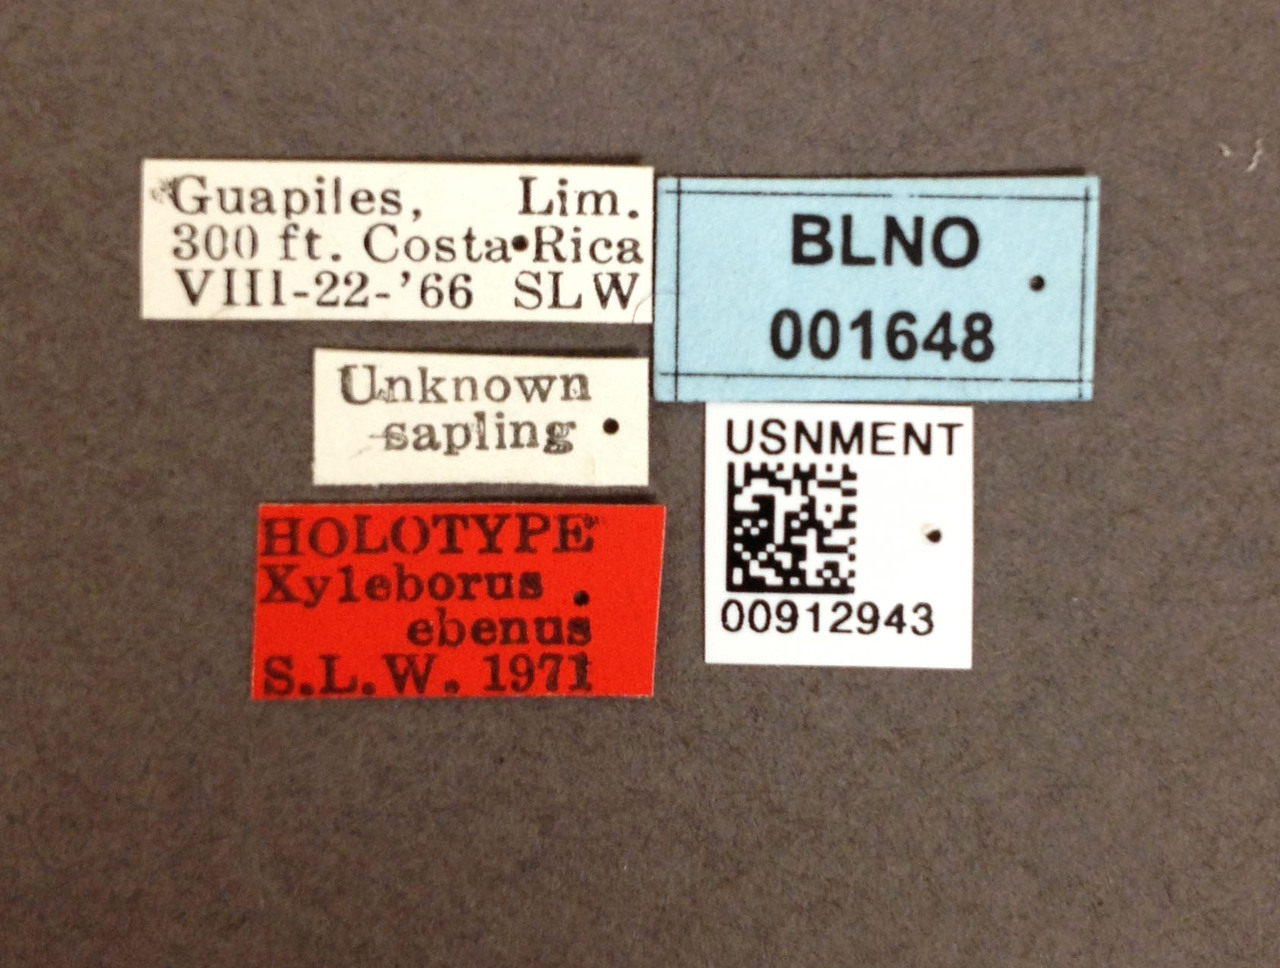 Guapiles, Lim.
300 ft. Costa Rica
VIII-22-'66 SLW
Unknown
sapling
HOLOTYPE
Xyleborus
ebenus
S.L.W. 1971
BLNO
001648
USNMENT
00912943